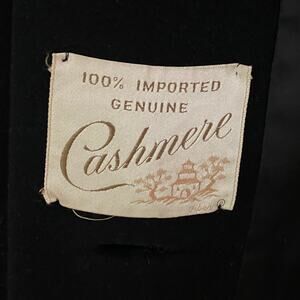 100% IMPORTED
GENUINE
Cashmere
®